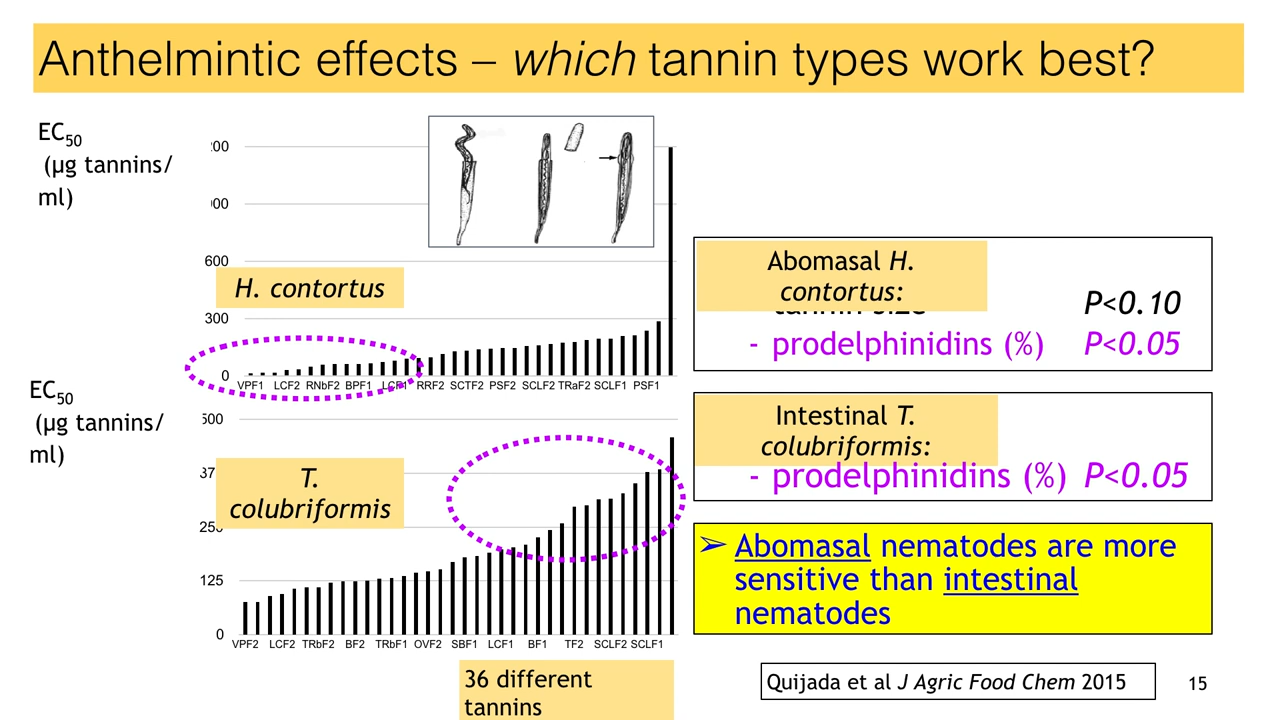 Anthelmintic effects – which tannin types work best?
EC50
(µg tannins/
ml)
600
300
0
H. contortus
VPF1 LCF2 RNbF2 BPF1 LCF1 RRF2 SCTF2 PSF2 SCLF2 TRaF2 SCLF1 PSF1
EC50
(µg tannins/
ml)
250
125
0
T.
colubriformis
VPF2 LCF2 TRbF2 BF2 TRbF1 OVF2 SBF1 LCF1 BF1 TF2 SCLF2 SCLF1
36 different
tannins
Abomasal H.
contortus:
P<0.10
- prodelphinidins (%) P<0.05
Intestinal T.
colubriformis:
- prodelphinidins (%) P<0.05
➢ Abomasal nematodes are more
sensitive than intestinal
nematodes
Quijada et al J Agric Food Chem 2015
15